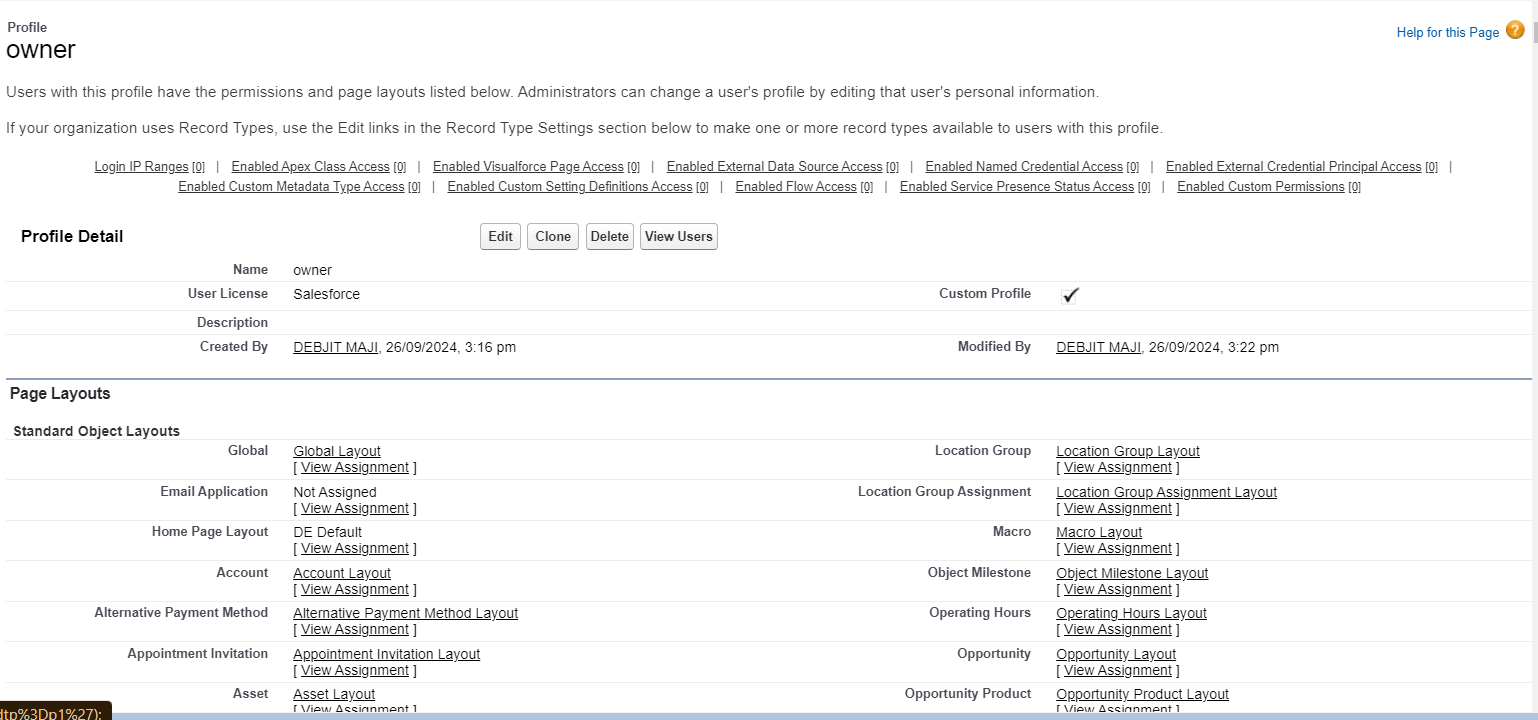 Profile
owner
Help for this Page ?
Users with this profile have the permissions and page layouts listed below. Administrators can change a user's profile by editing that user's personal information.
If your organization uses Record Types, use the Edit links in the Record Type Settings section below to make one or more record types available to users with this profile.
Login IP Ranges [0] | Enabled Apex Class Access [0] | Enabled Visualforce Page Access [0] | Enabled External Data Source Access [0] | Enabled Named Credential Access [0] | Enabled External Credential Principal Access [0] |
Enabled Custom Metadata Type Access [0] | Enabled Custom Setting Definitions Access [0] | Enabled Flow Access [0] | Enabled Service Presence Status Access [0] | Enabled Custom Permissions [0]
Profile Detail Edit Clone Delete View Users
Name owner
User License Salesforce Custom Profile
Description
Created By DEBJIT MAJI, 26/09/2024, 3:16 pm Modified By DEBJIT MAJI, 26/09/2024, 3:22 pm
Page Layouts
Standard Object Layouts
Global Global Layout Location Group Location Group Layout
[ View Assignment ] [ View Assignment ]
Email Application Not Assigned Location Group Assignment Location Group Assignment Layout
[ View Assignment ] [ View Assignment ]
Home Page Layout DE Default Macro Macro Layout
[ View Assignment ] [ View Assignment ]
Account Account Layout Object Milestone Object Milestone Layout
[ View Assignment ] [ View Assignment ]
Alternative Payment Method Alternative Payment Method Layout Operating Hours Operating Hours Layout
[ View Assignment ] [ View Assignment ]
Appointment Invitation Appointment Invitation Layout Opportunity Opportunity Layout
[ View Assignment ] [ View Assignment ]
Asset Asset Layout Opportunity Product Opportunity Product Layout
[ View Assignment ] [ View Assignment ]
tp%3Dp1%27);